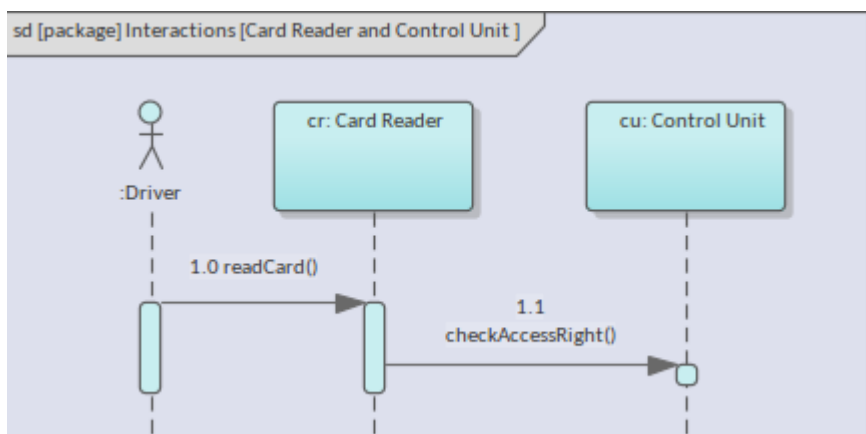 sd [package] Interactions [Card Reader and Control Unit ]
cr: Card Reader
cu: Control Unit
:Driver
1.0 readCard()
1.1
checkAccessRight()